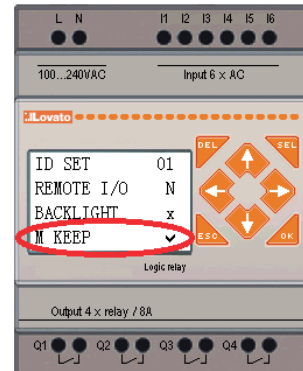 L N I1 I2 I3 I4 I5 I6
100...240VAC Input 6 x AC
Lovato
DEL SEL
ID SET 01
REMOTE I/O N
BACKLIGHT x
M KEEP ✓
ESC OK
Logic relay
Output 4 x relay / 8A
Q1 Q2 Q3 Q4